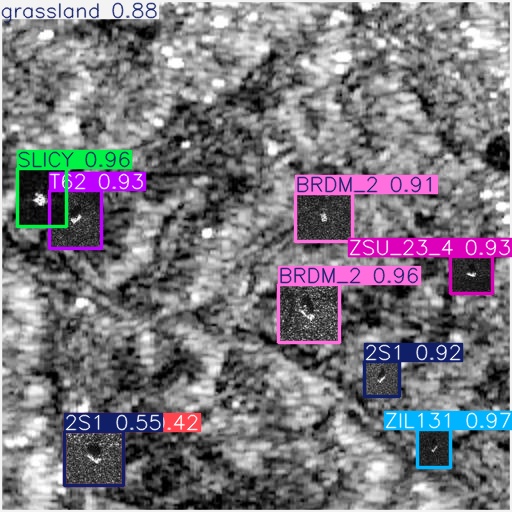 grassland 0.88
SLICY 0.96
T62 0.93
BRDM_2 0.91
ZSU_23_4 0.93
BRDM_2 0.96
2S1 0.92
ZIL131 0.97
2S1 0.55
.42